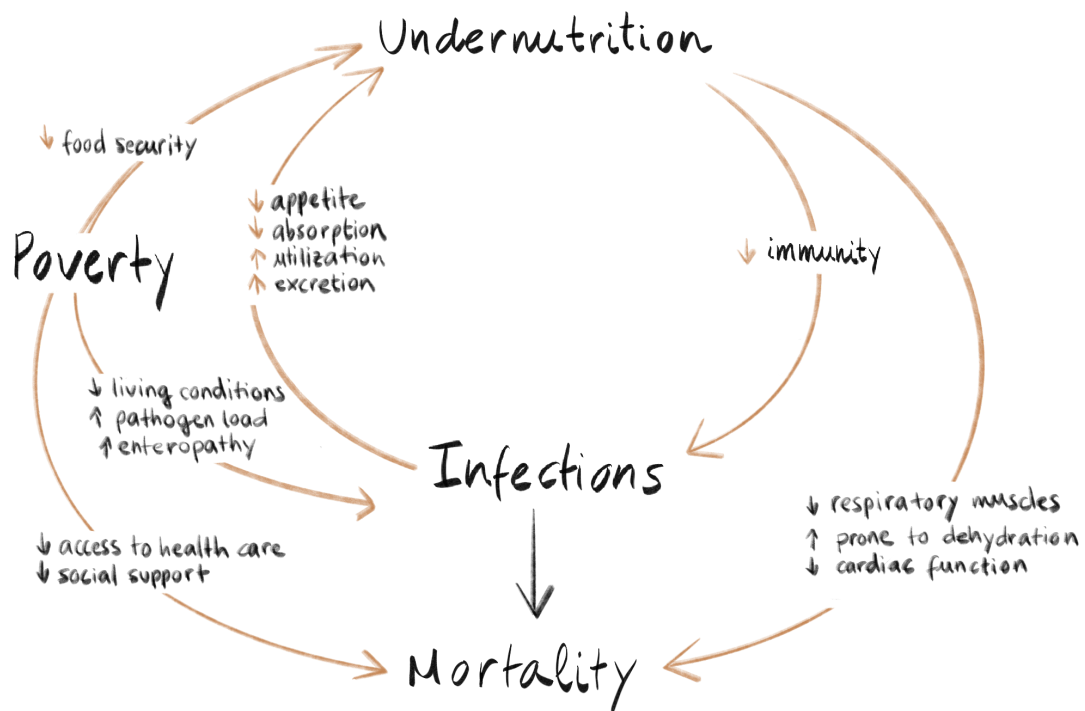 Undernutrition
↓ food security
↓ appetite
↓ absorption
↑ utilization
↑ excretion
Poverty
↓ immunity
↓ living conditions
↑ pathogen load
↑ enteropathy
Infections
↓ respiratory muscles
↑ prone to dehydration
↓ cardiac function
↓ access to health care
↓ social support
Mortality